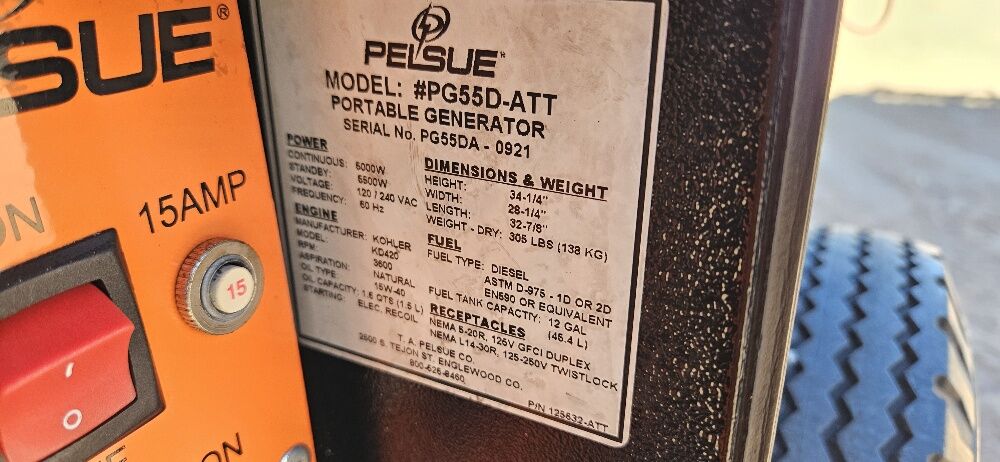 SUE®
ON
15AMP
15
ON
PELSUE
MODEL: #PG55D-ATT
PORTABLE GENERATOR
SERIAL No. PG55DA - 0921
POWER
CONTINUOUS: 5000W
STANDBY: 5500W
VOLTAGE: 120 / 240 VAC
FREQUENCY: 60 Hz
ENGINE
MANUFACTURER: KOHLER
MODEL: KD420
RPM: 3600
ASPIRATION: NATURAL
OIL TYPE 15W-40
OIL CAPACITY: 1.6 QTS (1.5 L)
STARTING: ELEC. RECOIL
DIMENSIONS & WEIGHT
HEIGHT: 34-1/4"
WIDTH: 28-1/4"
LENGTH: 32-7/8"
WEIGHT - DRY: 305 LBS (138 KG)
FUEL
FUEL TYPE: DIESEL
ASTM D-975 - 1D OR 2D
EN590 OR EQUIVALENT
FUEL TANK CAPACTIY: 12 GAL
(45.4 L)
RECEPTACLES
NEMA 5-20R, 125V GFCI DUPLEX
NEMA L14-30R, 125-250V TWISTLOCK
T. A. PELSUE CO.
2500 S. TEJON ST. ENGLEWOOD CO.
800-525-8460
P/N 125632-ATT